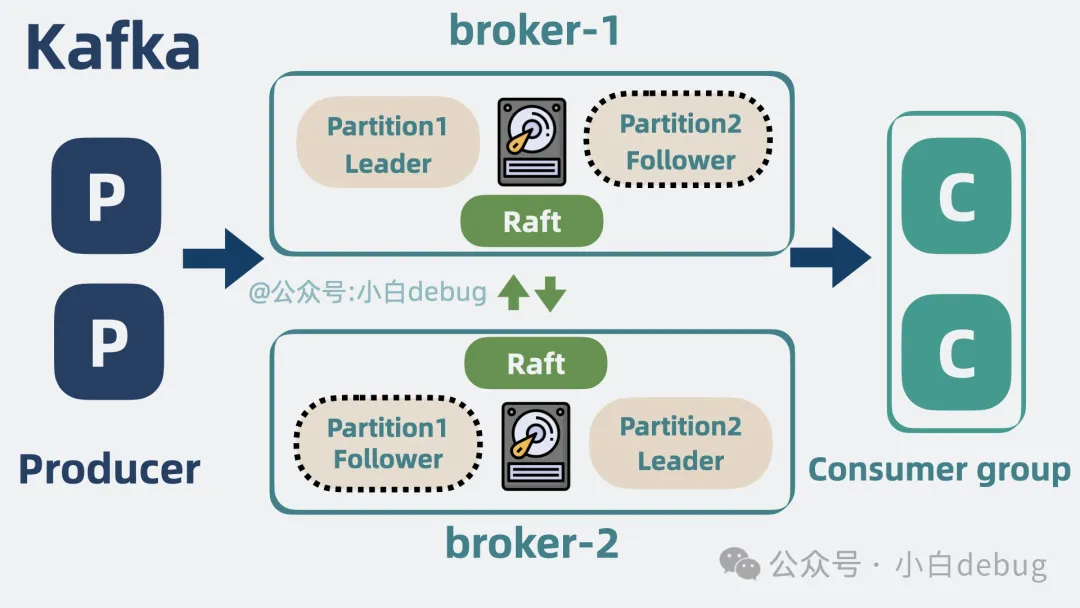 Kafka
broker-1
Partition1
Leader
Partition2
Follower
Raft
P
P
Producer
@公众号:小白debug
Raft
Partition1
Follower
Partition2
Leader
broker-2
C
C
Consumer group
公众号 · 小白debug